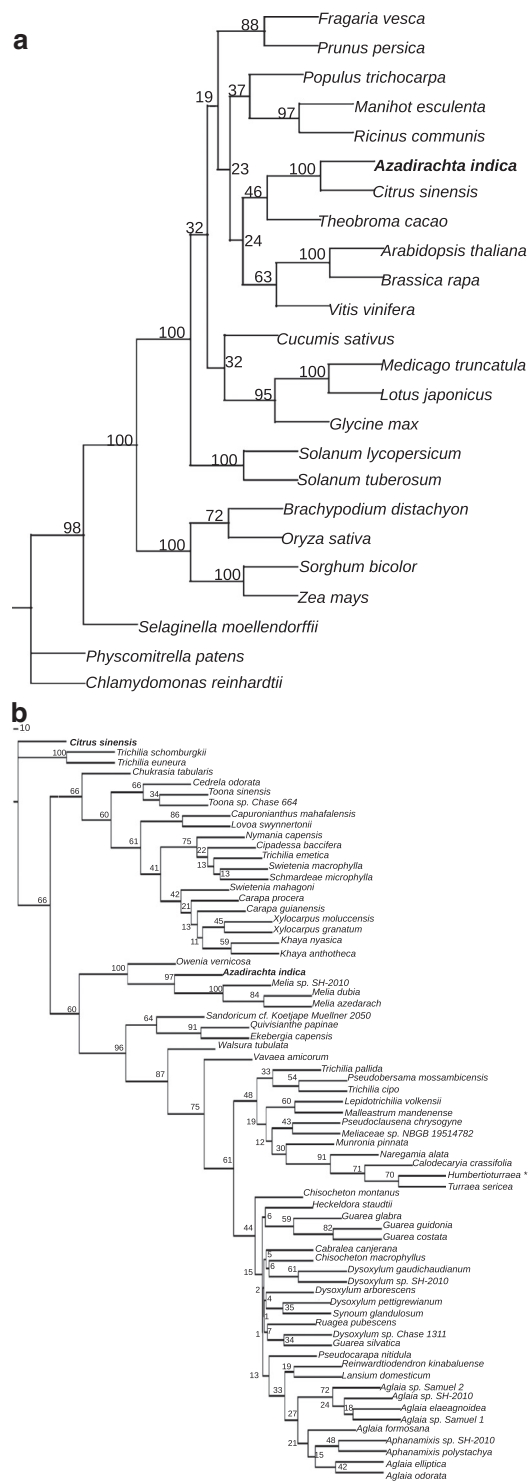 a
88
Fragaria vesca
Prunus persica
19
37
Populus trichocarpa
97
Manihot esculenta
Ricinus communis
23
100
Azadirachta indica
46
Citrus sinensis
Theobroma cacao
32
24
100
Arabidopsis thaliana
63
Brassica rapa
Vitis vinifera
100
Cucumis sativus
32
100
Medicago truncatula
95
Lotus japonicus
Glycine max
100
100
Solanum lycopersicum
Solanum tuberosum
72
Brachypodium distachyon
98
Oryza sativa
100
100
Sorghum bicolor
Zea mays
Selaginella moellendorffii
Physcomitrella patens
Chlamydomonas reinhardtii
b
10
Citrus sinensis
100
Trichilia schomburgkii
Trichilia euneura
Chukrasia tabularis
66
66
Cedrela odorata
34
Toona sinensis
Toona sp. Chase 664
60
86
Capuronianthus mahafalensis
Lovoa swynnertonii
61
75
Nymania capensis
22
Cipadessa baccifera
13
Trichilia emetica
41
13
Swietenia macrophylla
Schmardeae microphylla
42
Swietenia mahagoni
21
Carapa procera
66
13
Carapa guianensis
11
45
Xylocarpus moluccensis
Xylocarpus granatum
59
Khaya nyasica
Khaya anthotheca
100
Owenia vernicosa
97
Azadirachta indica
100
Melia sp. SH-2010
84
Melia dubia
Melia azedarach
60
64
Sandoricum cf. Koetjape Muellner 2050
91
Quivisianthe papinae
Ekebergia capensis
96
Walsura tubulata
87
Vavaea amicorum
75
33
Trichilia pallida
54
Pseudobersama mossambicensis
Trichilia cipo
48
60
Lepidotrichilia volkensii
Malleastrum mandenense
19
43
Pseudoclausena chrysogyne
Meliaceae sp. NBGB 19514782
12
30
Munronia pinnata
91
Naregamia alata
71
Calodecaryia crassifolia
70
Humbertioturraea *
Turraea sericea
61
Chisocheton montanus
44
Heckeldora staudtii
6
59
Guarea glabra
82
Guarea guidonia
Guarea costata
15
5
Cabralea canjerana
6
Chisocheton macrophyllus
61
Dysoxylum gaudichaudianum
Dysoxylum sp. SH-2010
2
Dysoxylum arborescens
4
35
Dysoxylum pettigrewianum
Synoum glandulosum
1
Ruagea pubescens
1
7
34
Dysoxylum sp. Chase 1311
Guarea silvatica
13
Pseudocarapa nitidula
19
Reinwardtiodendron kinabaluense
Lansium domesticum
33
72
Aglaia sp. Samuel 2
24
Aglaia sp. SH-2010
18
Aglaia elaeagnoidea
Aglaia sp. Samuel 1
27
Aglaia formosana
21
48
Aphanamixis sp. SH-2010
Aphanamixis polystachya
15
42
Aglaia elliptica
Aglaia odorata